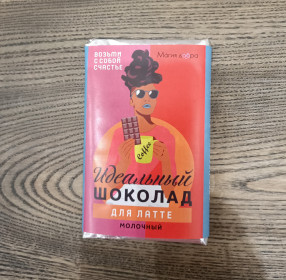 ВОЗЬМИ
С СОБОЙ
СЧАСТЬЕ
Coffee
Идеальный
ШОКОЛАД
ДЛЯ ЛАТТЕ
МОЛОЧНЫЙ